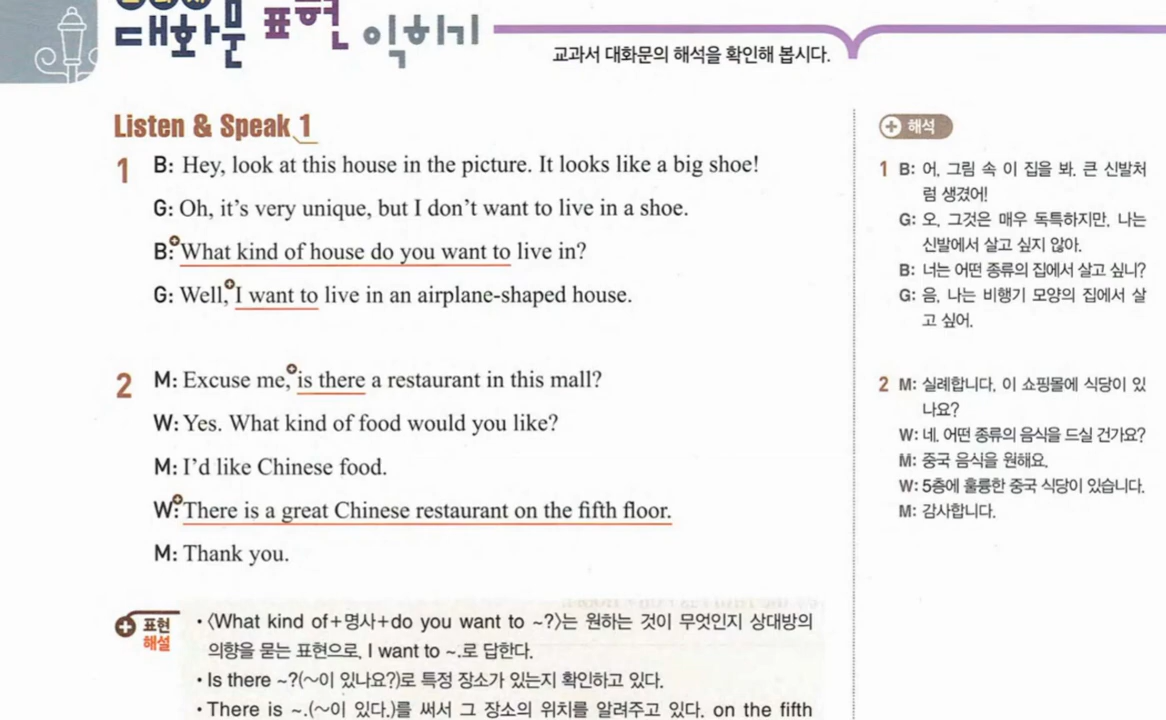 교과서
대화문 표현 익히기
교과서 대화문의 해석을 확인해 봅시다.
Listen & Speak 1
1 B: Hey, look at this house in the picture. It looks like a big shoe!
G: Oh, it's very unique, but I don't want to live in a shoe.
B: What kind of house do you want to live in?
G: Well, I want to live in an airplane-shaped house.
2 M: Excuse me, is there a restaurant in this mall?
W: Yes. What kind of food would you like?
M: I'd like Chinese food.
W: There is a great Chinese restaurant on the fifth floor.
M: Thank you.
표현
해설
• 〈What kind of+명사+do you want to ~?〉는 원하는 것이 무엇인지 상대방의
의향을 묻는 표현으로, I want to ~.로 답한다.
• Is there ~?(~이 있나요?)로 특정 장소가 있는지 확인하고 있다.
• There is ~.(~이 있다.)를 써서 그 장소의 위치를 알려주고 있다. on the fifth
해석
1 B: 어, 그림 속 이 집을 봐. 큰 신발처
럼 생겼어!
G: 오, 그것은 매우 독특하지만, 나는
신발에서 살고 싶지 않아.
B: 너는 어떤 종류의 집에서 살고 싶니?
G: 음, 나는 비행기 모양의 집에서 살
고 싶어.
2 M: 실례합니다, 이 쇼핑몰에 식당이 있
나요?
W: 네. 어떤 종류의 음식을 드실 건가요?
M: 중국 음식을 원해요.
W: 5층에 훌륭한 중국 식당이 있습니다.
M: 감사합니다.